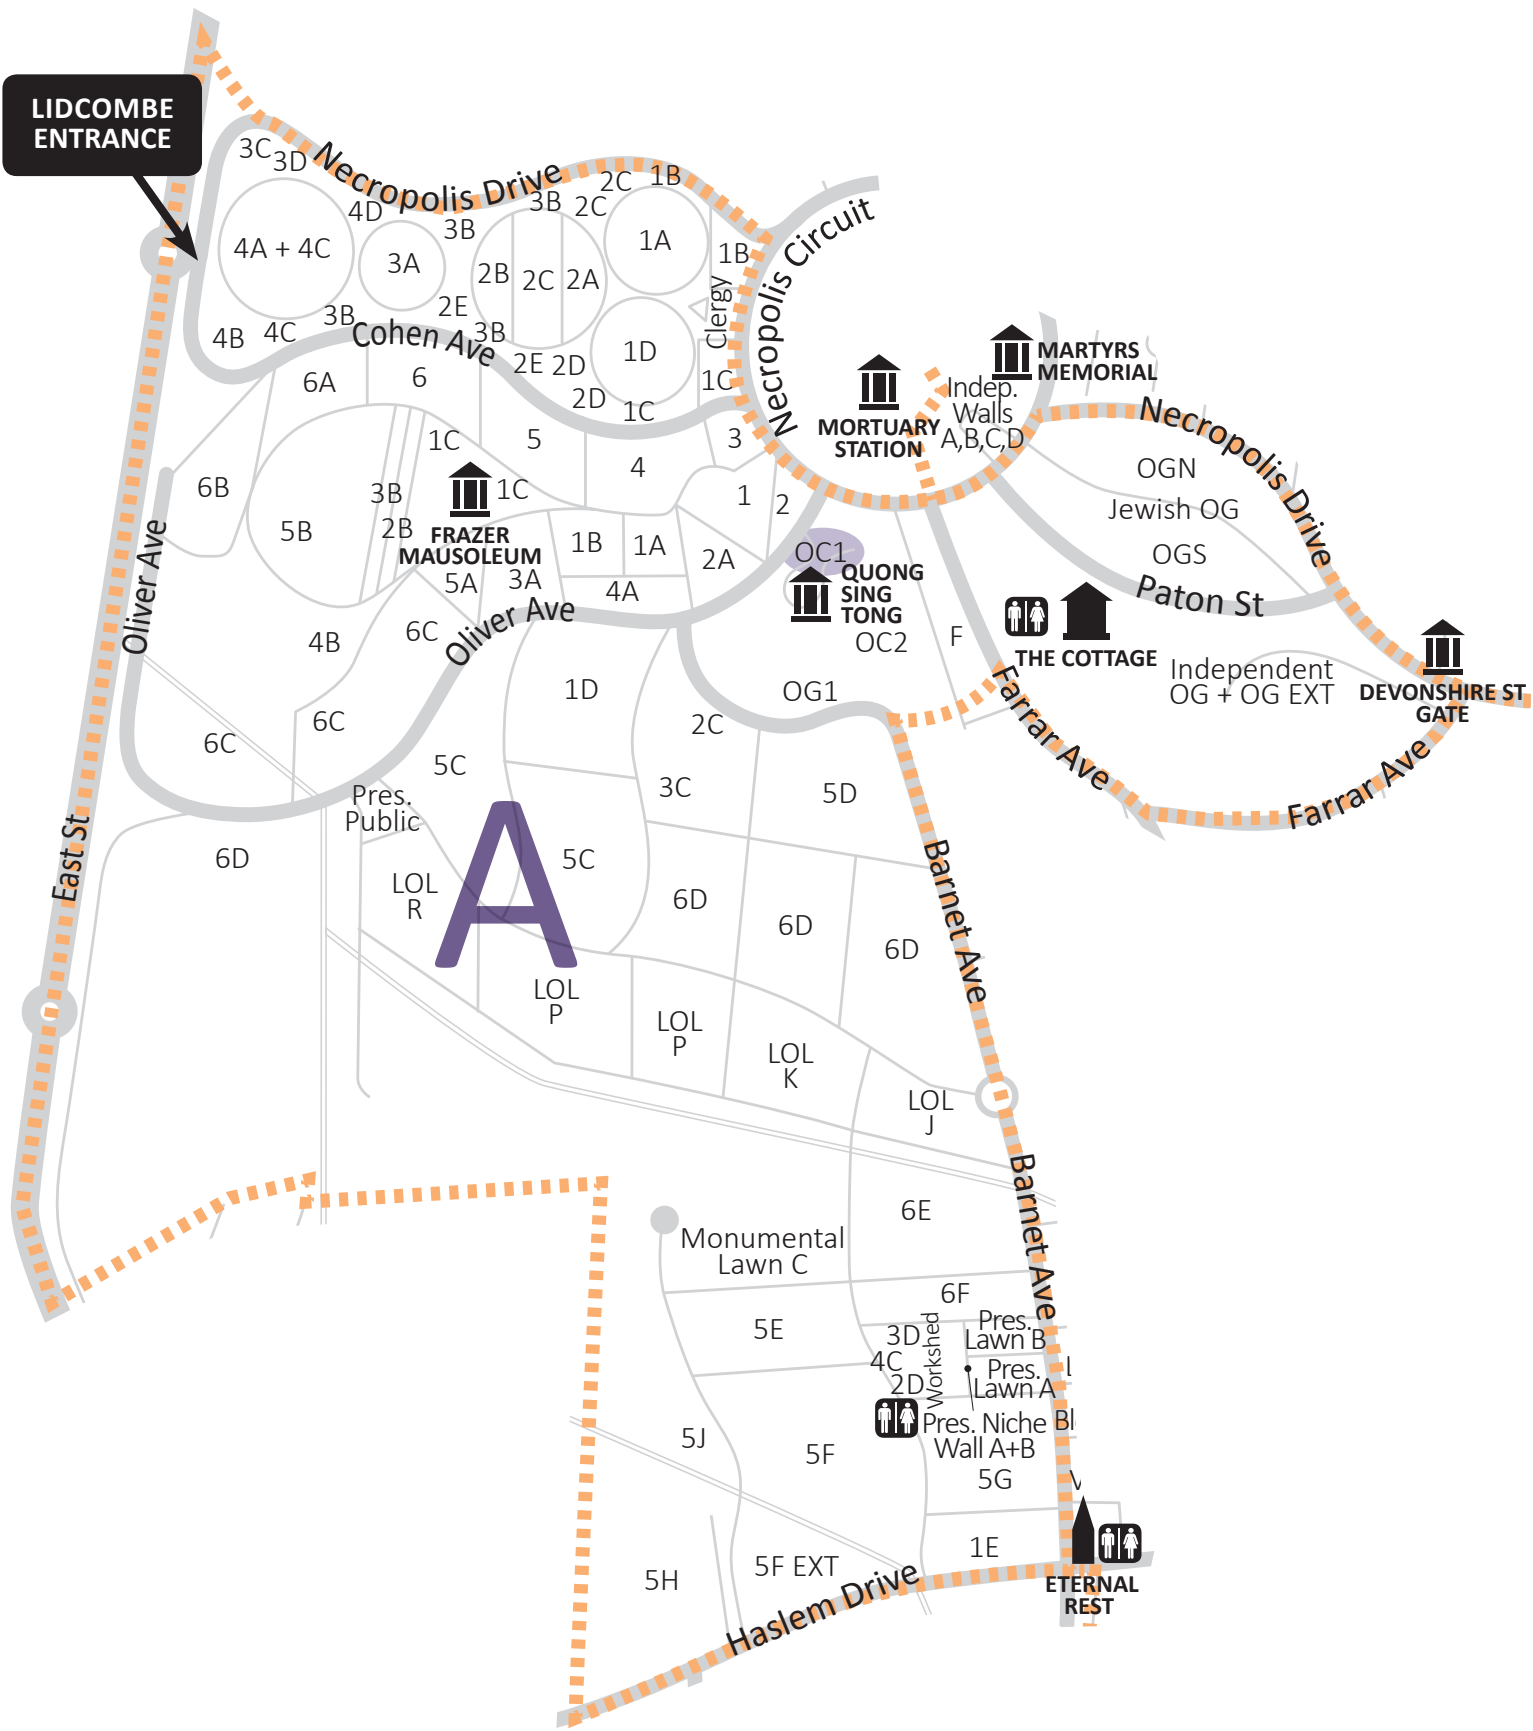 LIDCOMBE
ENTRANCE
3C
3D
Necropolis Drive
2C
1B
4D
3B
2C
3B
4A + 4C
3A
1A
1B
2B
2C
2A
Clergy
Necropolis Circuit
2E
3B
4B
4C
Cohen Ave
3B
2E
2D
1D
6A
6
1C
2D
1C
MARTYRS
MEMORIAL
Indep.
Walls
A,B,C,D
MORTUARY
STATION
Necropolis Drive
1C
5
3
4
OGN
6B
3B
1C
1
2
Jewish OG
5B
2B
FRAZER
MAUSOLEUM
1B
1A
2A
OC1
OGS
Oliver Ave
5A
3A
4A
QUONG
SING
TONG
Paton St
4B
6C
Oliver Ave
OC2
F
THE COTTAGE
Independent
OG + OG EXT
DEVONSHIRE ST
GATE
1D
OG1
6C
6C
2C
Farrar Ave
Farrar Ave
5C
3C
5D
Pres.
Public
East St
6D
5C
A
LOL
R
6D
6D
6D
Barnet Ave
LOL
P
LOL
P
LOL
K
LOL
J
Barnet Ave
6E
Monumental
Lawn C
6F
5E
3D
4C
2D
Workshed
Pres.
Lawn B
Pres.
Lawn A
Pres. Niche
Wall A+B
5J
5F
5G
1E
5H
5F EXT
Haslem Drive
ETERNAL
REST